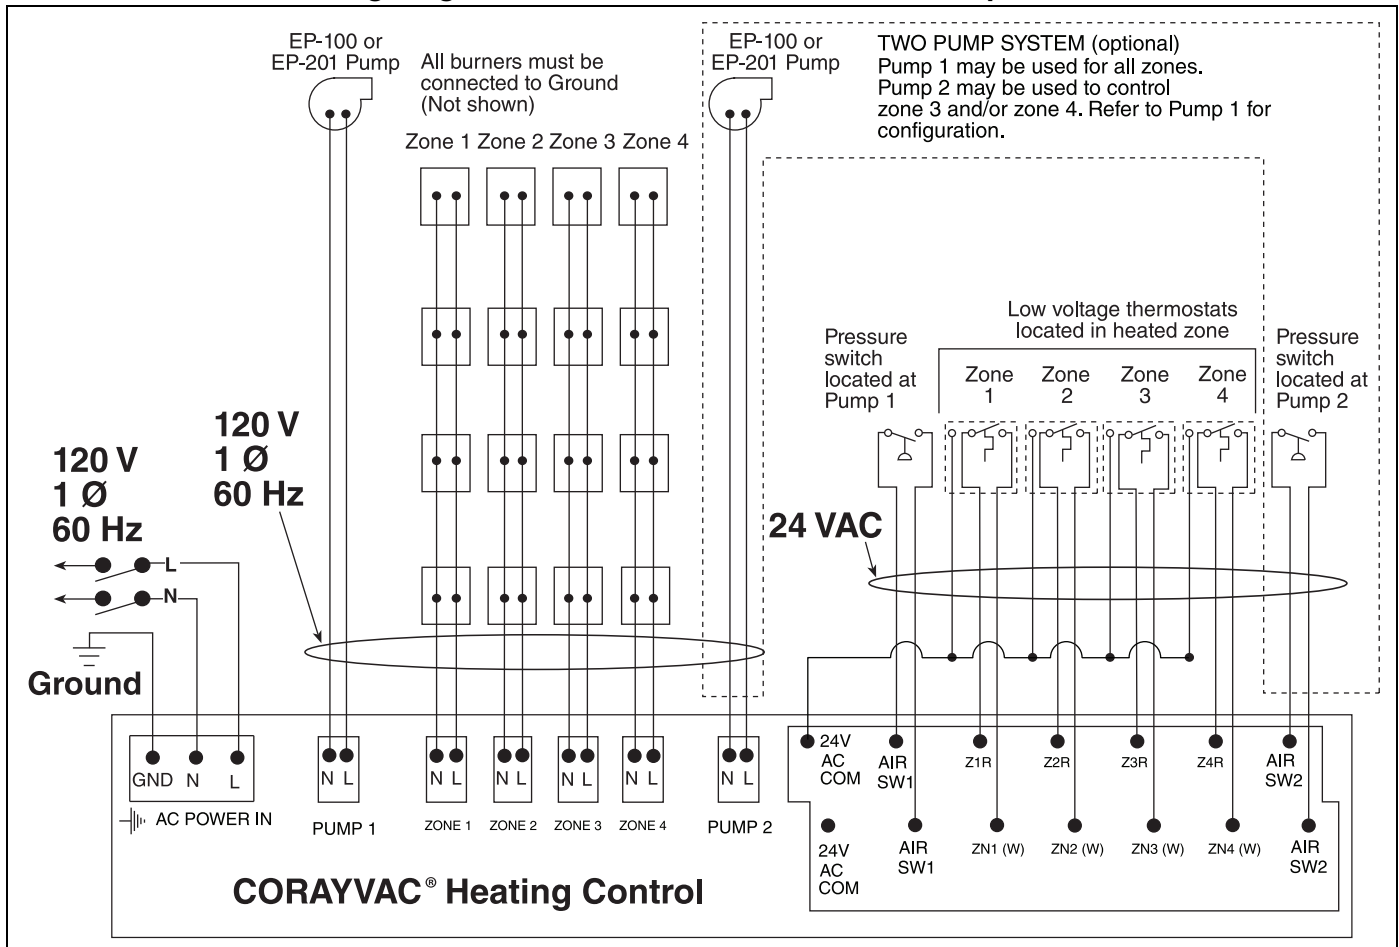 EP-100 or
EP-201 Pump
All burners must be
connected to Ground
(Not shown)
Zone 1 Zone 2 Zone 3 Zone 4
EP-100 or
EP-201 Pump
TWO PUMP SYSTEM (optional)
Pump 1 may be used for all zones.
Pump 2 may be used to control
zone 3 and/or zone 4. Refer to Pump 1 for
configuration.
Low voltage thermostats
located in heated zone
Pressure
switch
located at
Pump 1
Zone
1
Zone
2
Zone
3
Zone
4
Pressure
switch
located at
Pump 2
120 V
1 Ø
60 Hz
120 V
1 Ø
60 Hz
L
N
Ground
24 VAC
GND N L
AC POWER IN
N L
PUMP 1
N L
ZONE 1
N L
ZONE 2
N L
ZONE 3
N L
ZONE 4
N L
PUMP 2
24V
AC
COM
AIR
SW1
Z1R
Z2R
Z3R
Z4R
AIR
SW2
24V
AC
COM
AIR
SW1
ZN1 (W)
ZN2 (W)
ZN3 (W)
ZN4 (W)
AIR
SW2
CORAYVAC® Heating Control